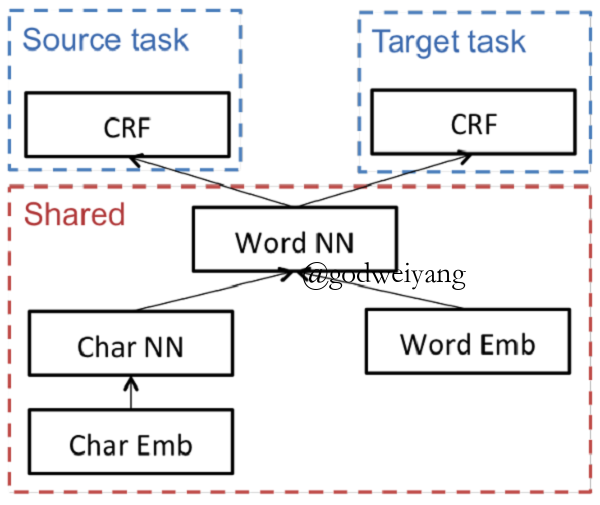 Source task
Target task
CRF
CRF
Shared
Word NN
@godweiyang
Char NN
Word Emb
Char Emb